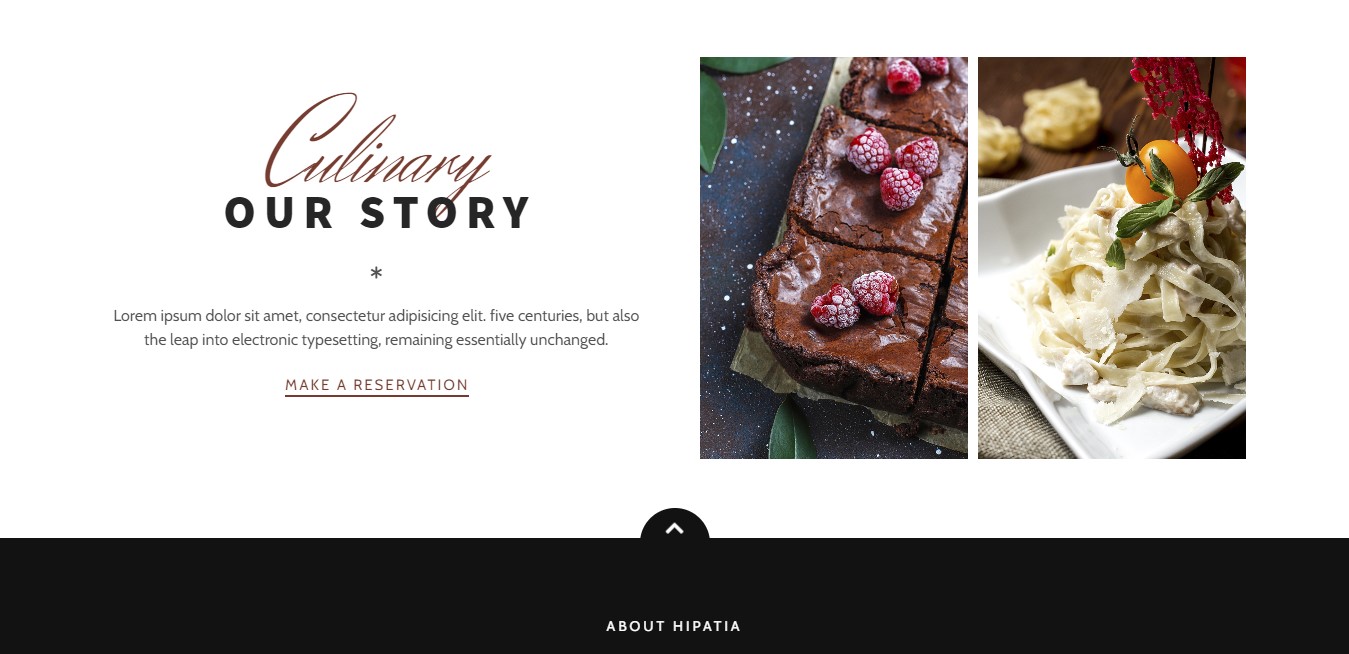 Culinary
OUR STORY
*
Lorem ipsum dolor sit amet, consectetur adipisicing elit. five centuries, but also
the leap into electronic typesetting, remaining essentially unchanged.
MAKE A RESERVATION
ABOUT HIPATIA